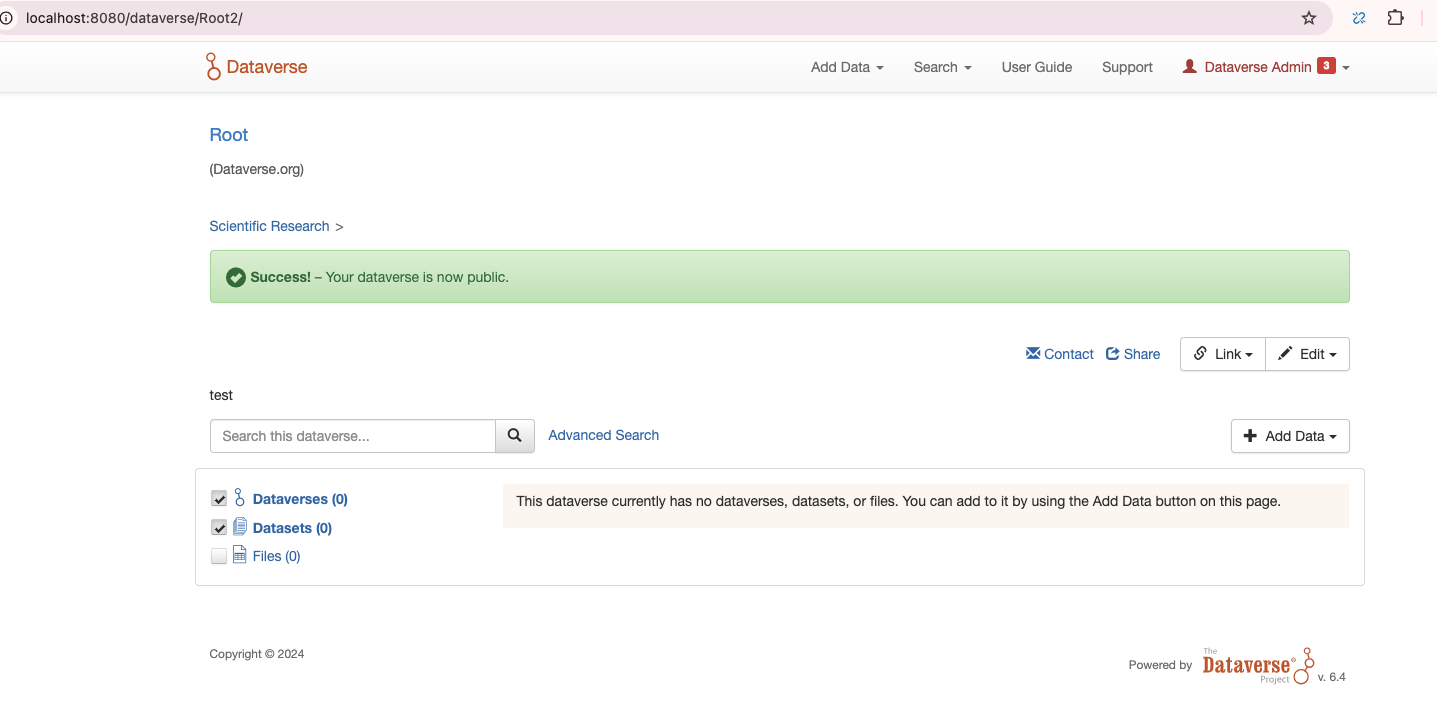 localhost:8080/dataverse/Root2/
Dataverse Add Data Search User Guide Support Dataverse Admin 3
Root
(Dataverse.org)
Scientific Research >
Success! – Your dataverse is now public.
Contact Share Link Edit
test
Search this dataverse... Advanced Search Add Data
Dataverses (0)
This dataverse currently has no dataverses, datasets, or files. You can add to it by using the Add Data button on this page.
Datasets (0)
Files (0)
Copyright © 2024
Powered by The Dataverse® Project v. 6.4